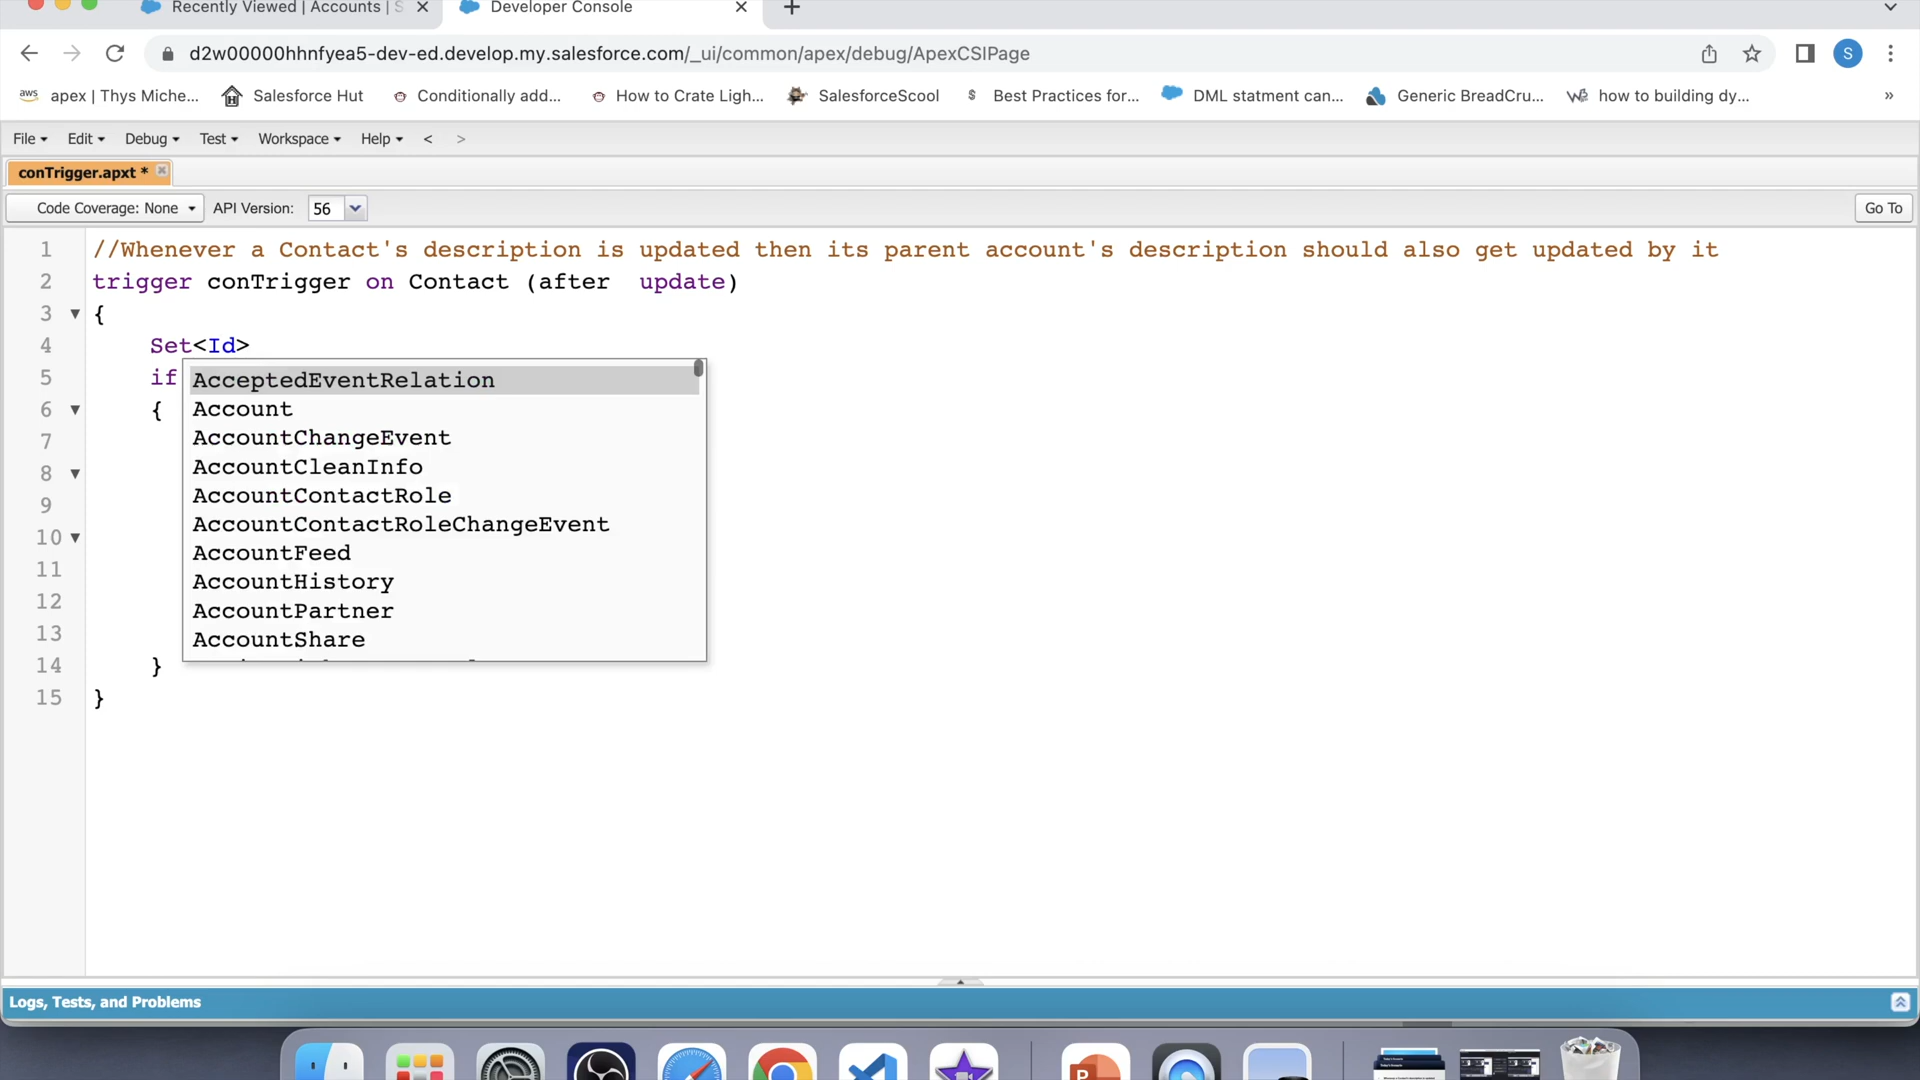 Recently Viewed | Accounts | S
Developer Console
d2w00000hhnfyea5-dev-ed.develop.my.salesforce.com/_ui/common/apex/debug/ApexCSIPage
S
aws apex | Thys Miche... Salesforce Hut Conditionally add... How to Crate Ligh... SalesforceScool Best Practices for... DML statment can... Generic BreadCru... how to building dy... »
File Edit Debug Test Workspace Help < >
conTrigger.apxt *
Code Coverage: None API Version: 56 Go To
1 //Whenever a Contact's description is updated then its parent account's description should also get updated by it
2 trigger conTrigger on Contact (after update)
3 {
4 Set<Id>
5 if
6 {
7
8
9
10
11
12
13
14 }
15 }
AcceptedEventRelation
Account
AccountChangeEvent
AccountCleanInfo
AccountContactRole
AccountContactRoleChangeEvent
AccountFeed
AccountHistory
AccountPartner
AccountShare
Logs, Tests, and Problems
P